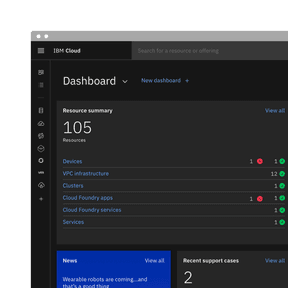 IBM Cloud
Search for a resource or offering
Dashboard
New dashboard +
Resource summary
View all
105
Resources
Devices 1 1
VPC infrastructure 12
Clusters 1
Cloud Foundry apps 1 1
Cloud Foundry services 1
Services 1
News
View all
Wearable robots are coming...and
that's a good thing
Recent support cases
View all
2